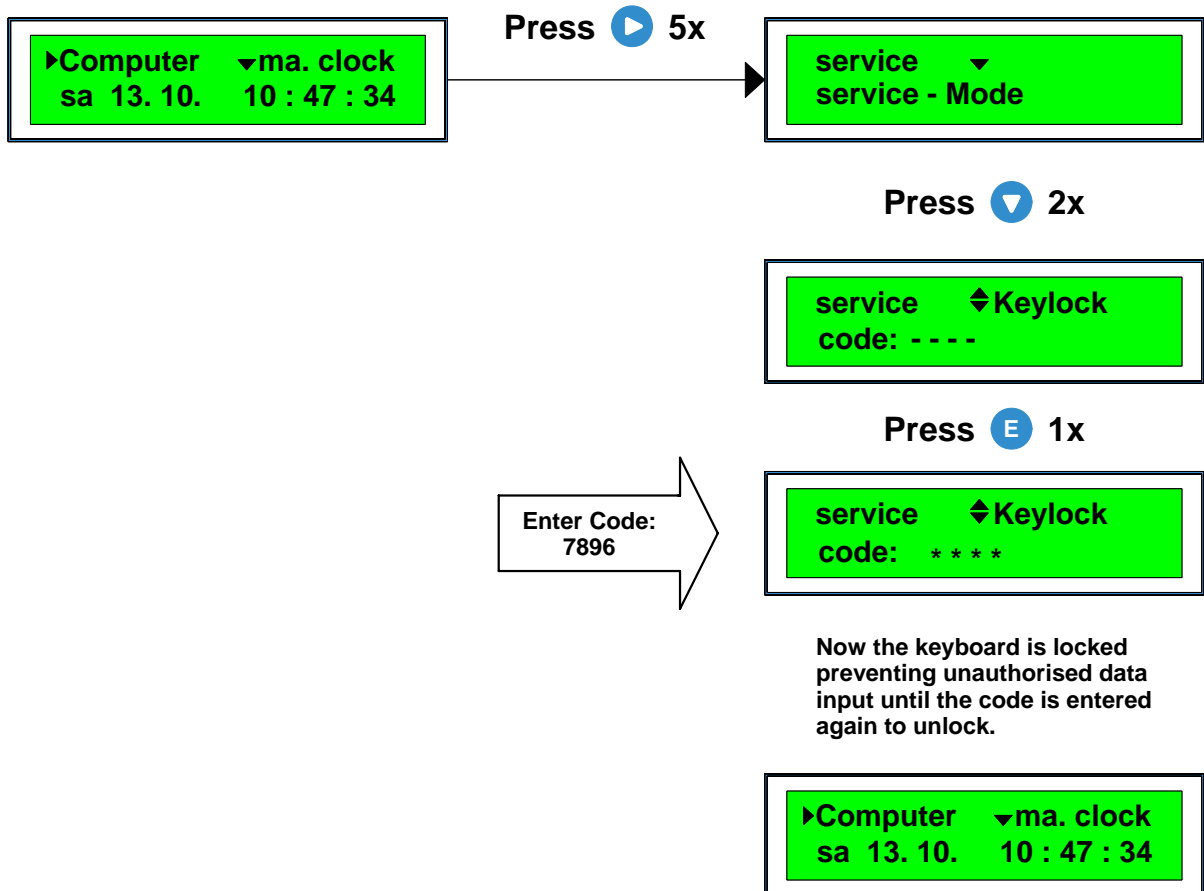 Press 5x
Computer ma. clock
sa 13. 10. 10 : 47 : 34
service
service - Mode
Press 2x
service Keylock
code: - - - -
Press E 1x
Enter Code:
7896
service Keylock
code: * * * *
Now the keyboard is locked
preventing unauthorised data
input until the code is entered
again to unlock.
Computer ma. clock
sa 13. 10. 10 : 47 : 34